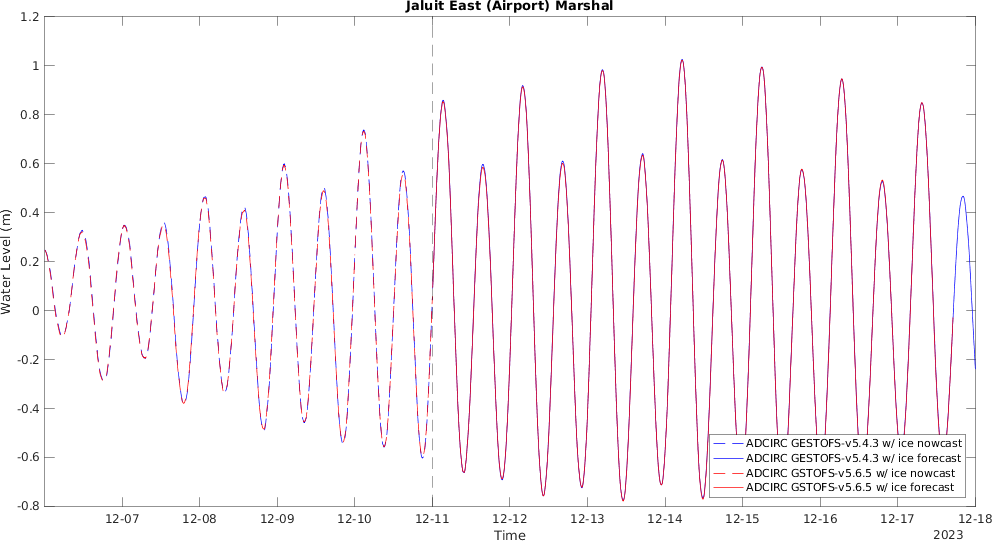 Jaluit East (Airport) Marshal
1.2
1
0.8
0.6
0.4
0.2
0
-0.2
-0.4
-0.6
-0.8
Water Level (m)
ADCIRC GESTOFS-v5.4.3 w/ ice nowcast
ADCIRC GESTOFS-v5.4.3 w/ ice forecast
ADCIRC GSTOFS-v5.6.5 w/ ice nowcast
ADCIRC GSTOFS-v5.6.5 w/ ice forecast
12-07 12-08 12-09 12-10 12-11 12-12 12-13 12-14 12-15 12-16 12-17 12-18
Time
2023